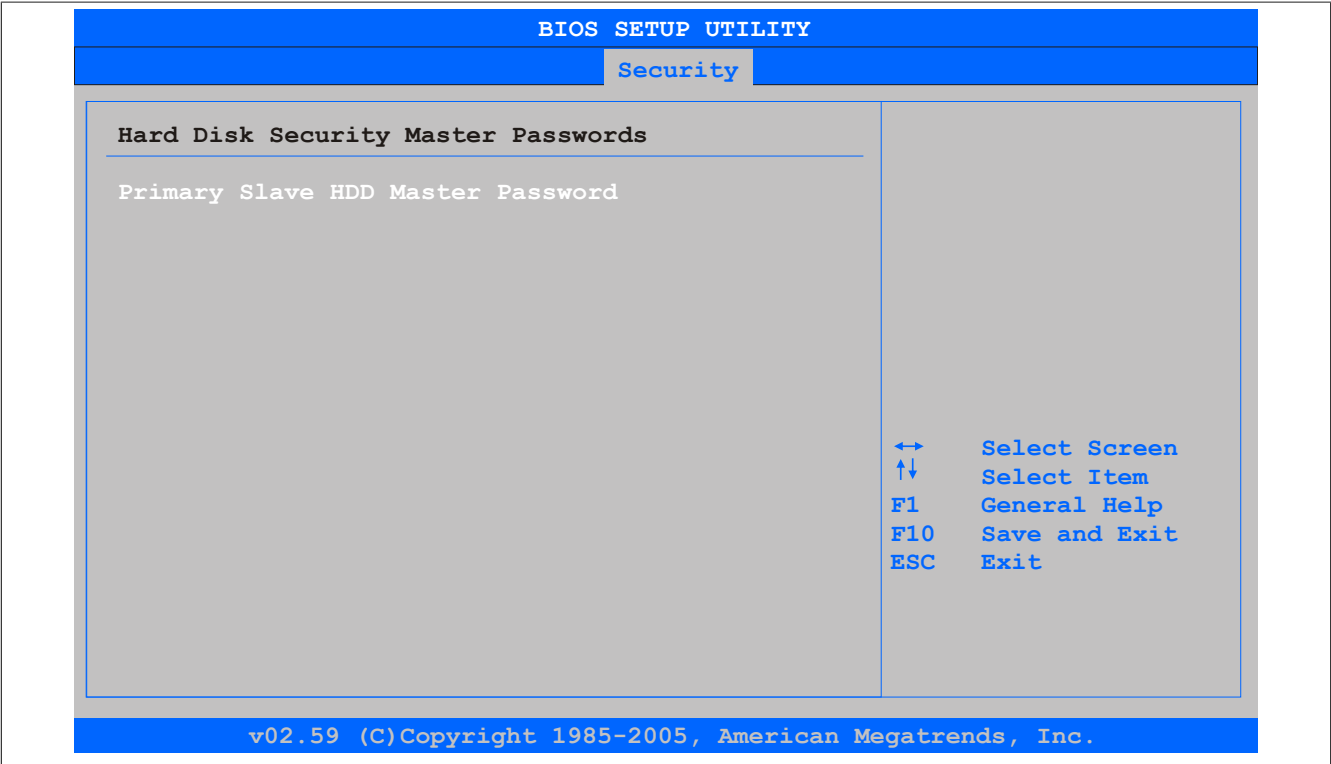 BIOS SETUP UTILITY
Security
Hard Disk Security Master Passwords
Primary Slave HDD Master Password
↔ Select Screen
↑↓ Select Item
F1 General Help
F10 Save and Exit
ESC Exit
v02.59 (C)Copyright 1985-2005, American Megatrends, Inc.